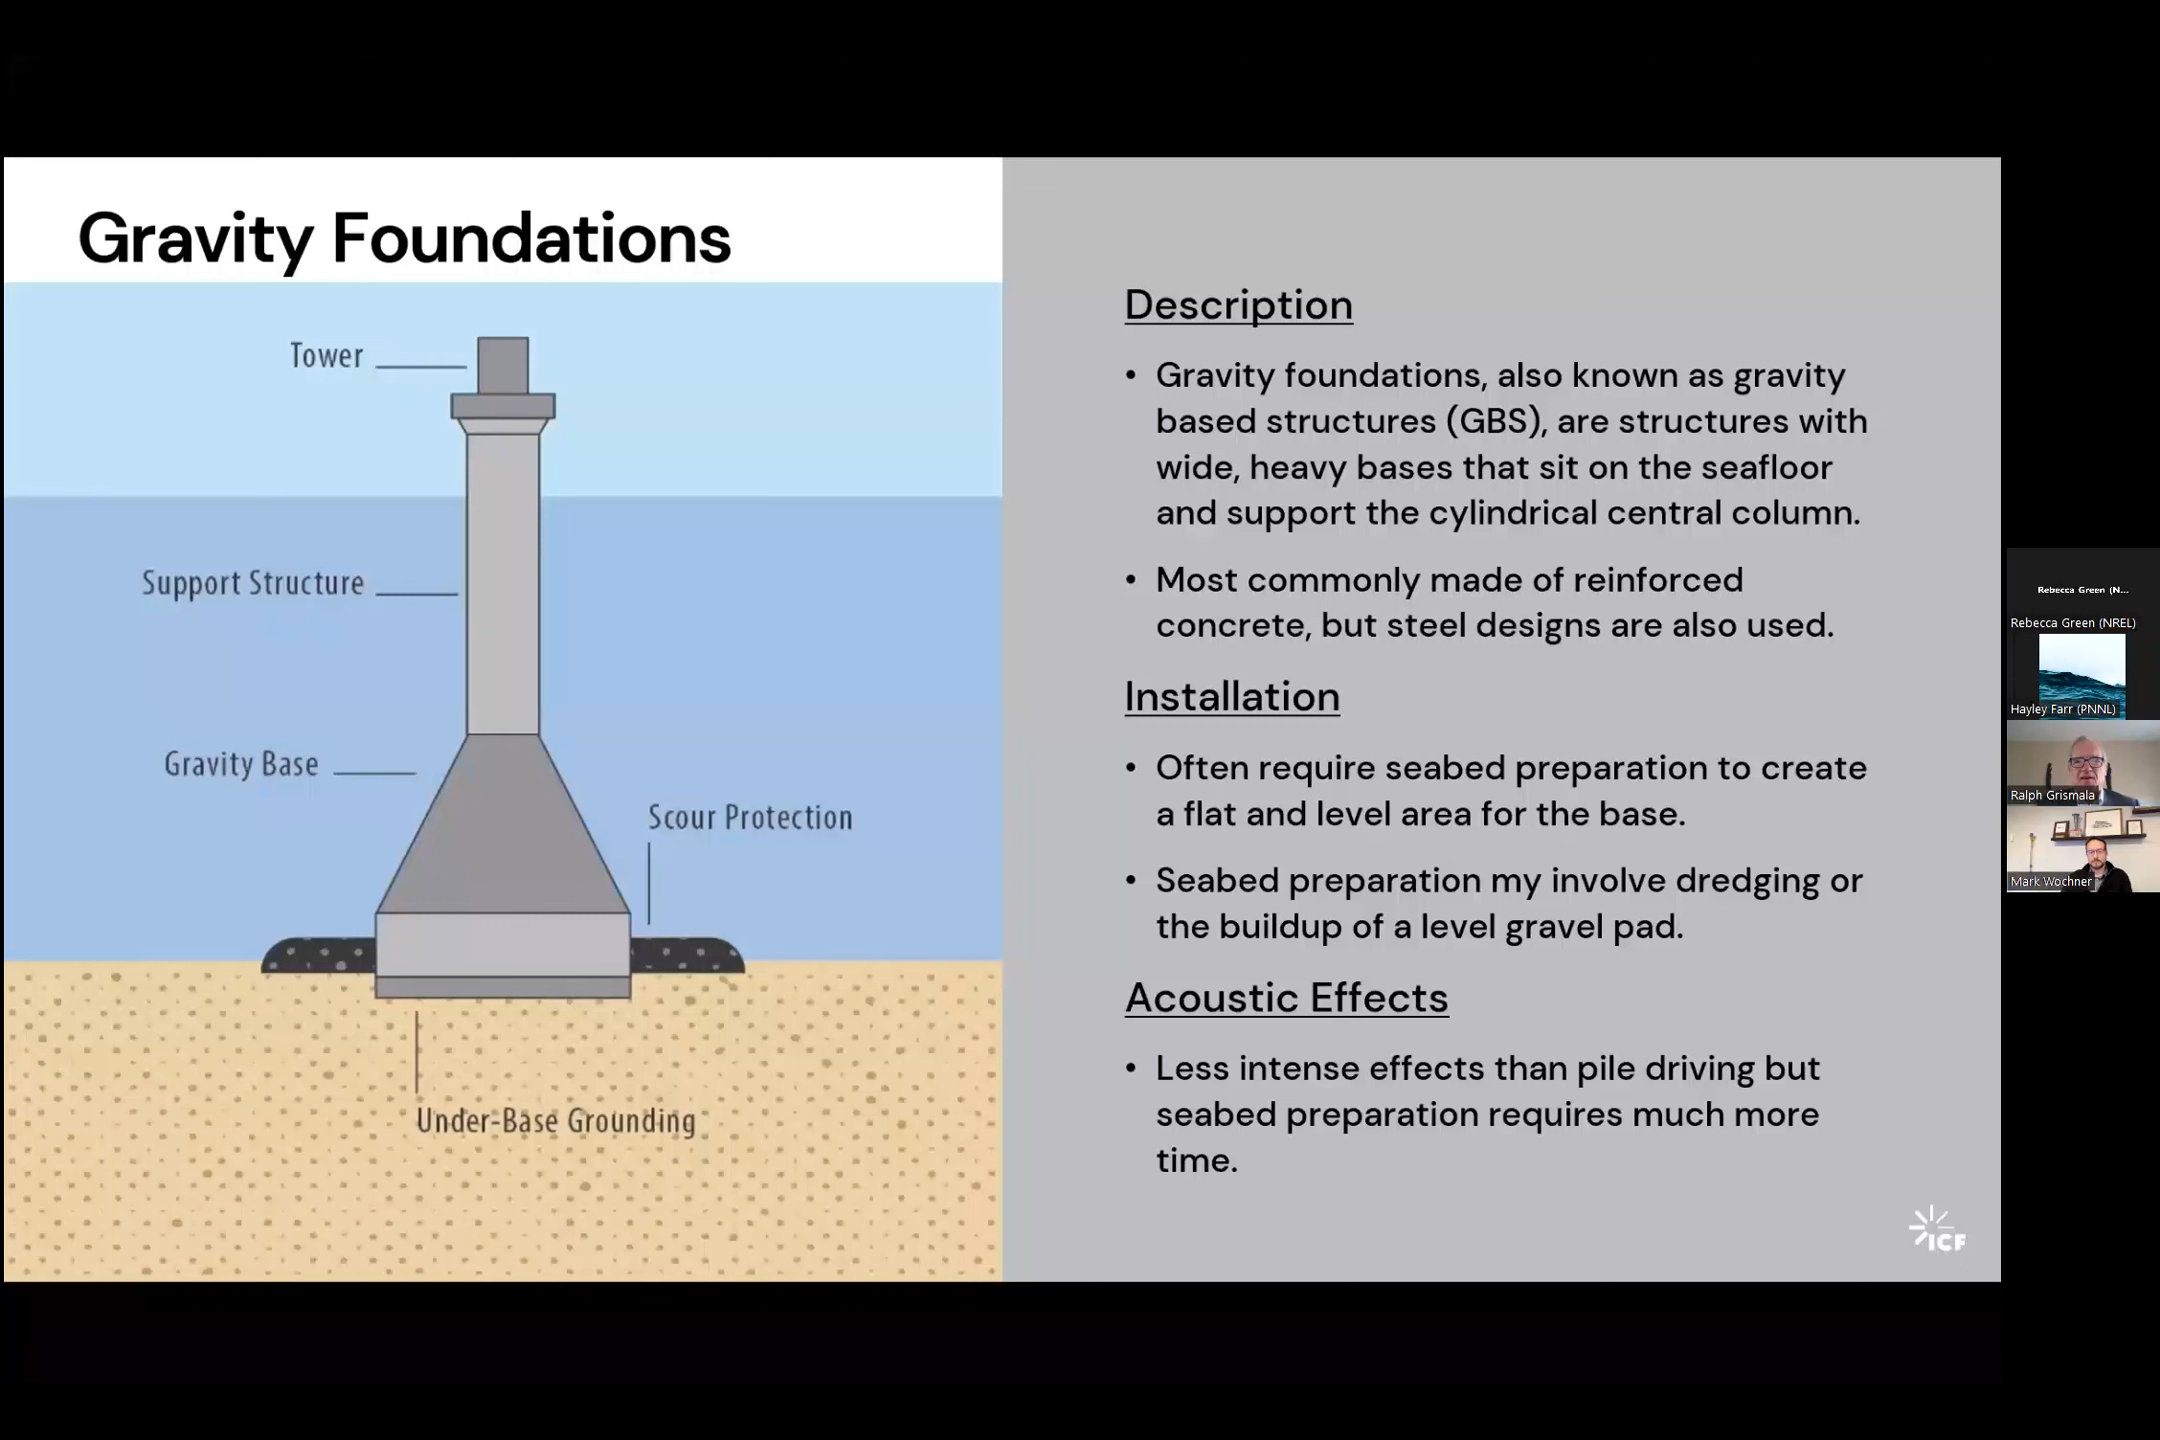 Gravity Foundations
Tower
Support Structure
Gravity Base
Scour Protection
Under-Base Grounding
Description
• Gravity foundations, also known as gravity
based structures (GBS), are structures with
wide, heavy bases that sit on the seafloor
and support the cylindrical central column.
• Most commonly made of reinforced
concrete, but steel designs are also used.
Installation
• Often require seabed preparation to create
a flat and level area for the base.
• Seabed preparation my involve dredging or
the buildup of a level gravel pad.
Acoustic Effects
• Less intense effects than pile driving but
seabed preparation requires much more
time.
ICF
Rebecca Green (N...
Rebecca Green (NREL)
Hayley Farr (PNNL)
Ralph Grismala
Mark Wochner